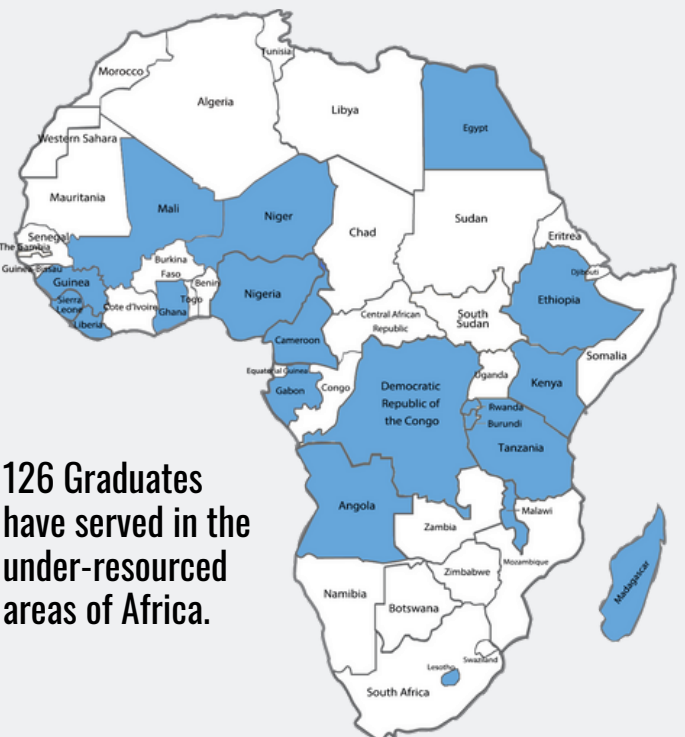 Tunisia
Morocco
Algeria
Libya
Egypt
Western Sahara
Mauritania
Mali
Niger
Chad
Sudan
Eritrea
Senegal
The Gambia
Guinea-Bissau
Guinea
Burkina
Faso
Benin
Djibouti
Sierra
Leone
Cote d'Ivoire
Togo
Ghana
Nigeria
Ethiopia
Liberia
Central African
Republic
South
Sudan
Cameroon
Somalia
Equatorial Guinea
Gabon
Congo
Democratic
Republic of
the Congo
Uganda
Kenya
Rwanda
Burundi
Tanzania
126 Graduates
have served in the
under-resourced
areas of Africa.
Angola
Zambia
Malawi
Mozambique
Zimbabwe
Namibia
Botswana
Madagascar
Swaziland
Lesotho
South Africa